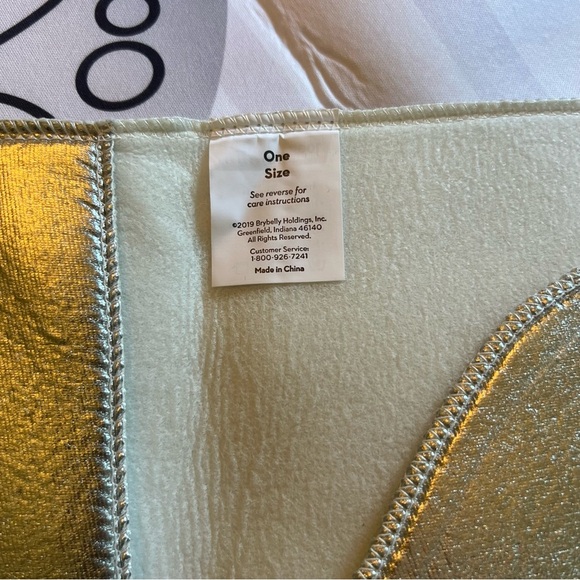 One
Size
See reverse for
care instructions
©2019 Brybelly Holdings, Inc.
Greenfield, Indiana 46140
All Rights Reserved.
Customer Service:
1-800-926-7241
Made in China